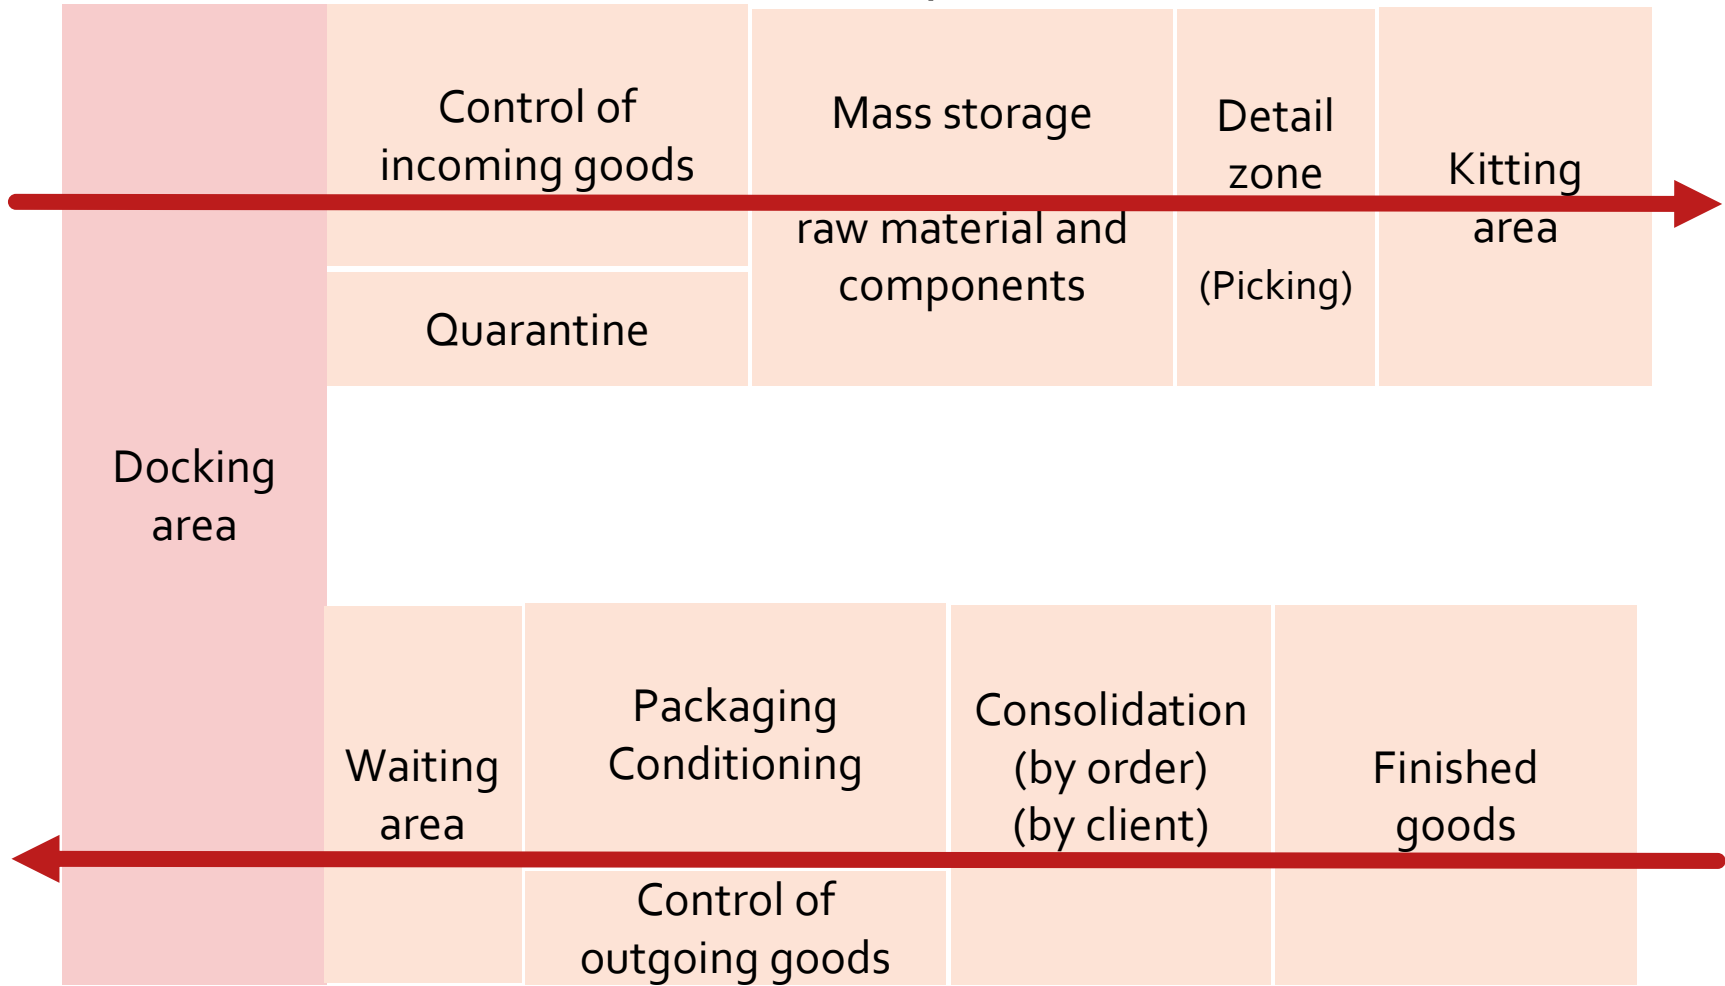 Control of
incoming goods
Quarantine
Mass storage
raw material and
components
Detail
zone
(Picking)
Kitting
area
Docking
area
Waiting
area
Packaging
Conditioning
Control of
outgoing goods
Consolidation
(by order)
(by client)
Finished
goods